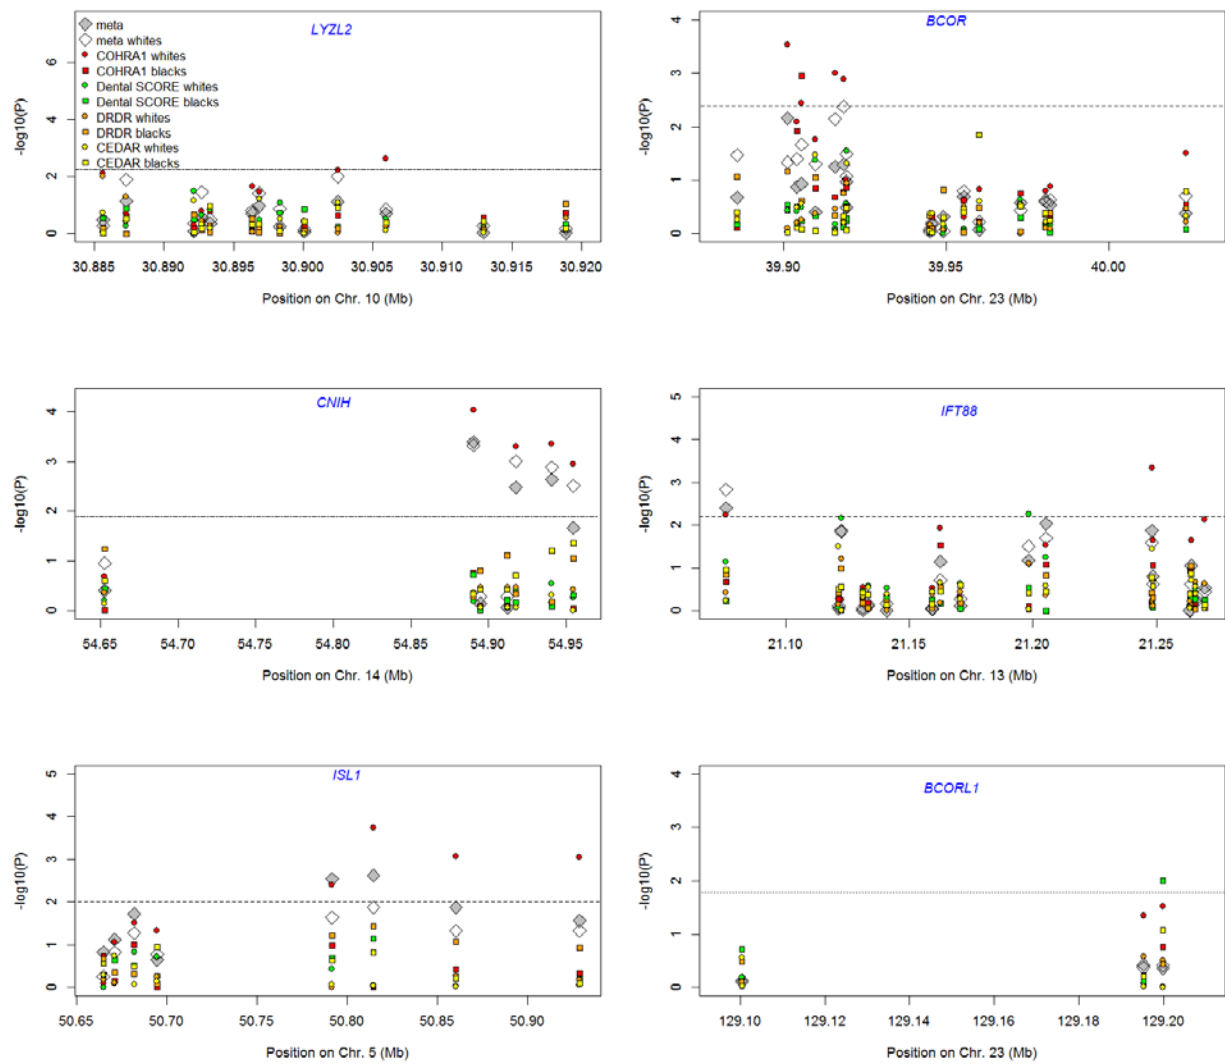 LYZL2
meta
meta whites
COHRA1 whites
COHRA1 blacks
Dental SCORE whites
Dental SCORE blacks
DRDR whites
DRDR blacks
CEDAR whites
CEDAR blacks
-log10(P)
0 2 4 6
30.885 30.890 30.895 30.900 30.905 30.910 30.915 30.920
Position on Chr. 10 (Mb)
BCOR
-log10(P)
0 1 2 3 4
39.90 39.95 40.00
Position on Chr. 23 (Mb)
CNIH
-log10(P)
0 1 2 3 4
54.65 54.70 54.75 54.80 54.85 54.90 54.95
Position on Chr. 14 (Mb)
IFT88
-log10(P)
0 1 2 3 4 5
21.10 21.15 21.20 21.25
Position on Chr. 13 (Mb)
ISL1
-log10(P)
0 1 2 3 4 5
50.65 50.70 50.75 50.80 50.85 50.90
Position on Chr. 5 (Mb)
BCORL1
-log10(P)
0 1 2 3 4
129.10 129.12 129.14 129.16 129.18 129.20
Position on Chr. 23 (Mb)